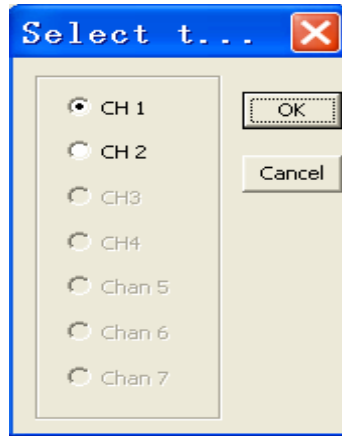 Select t...
CH 1
OK
CH 2
Cancel
CH3
CH4
Chan 5
Chan 6
Chan 7